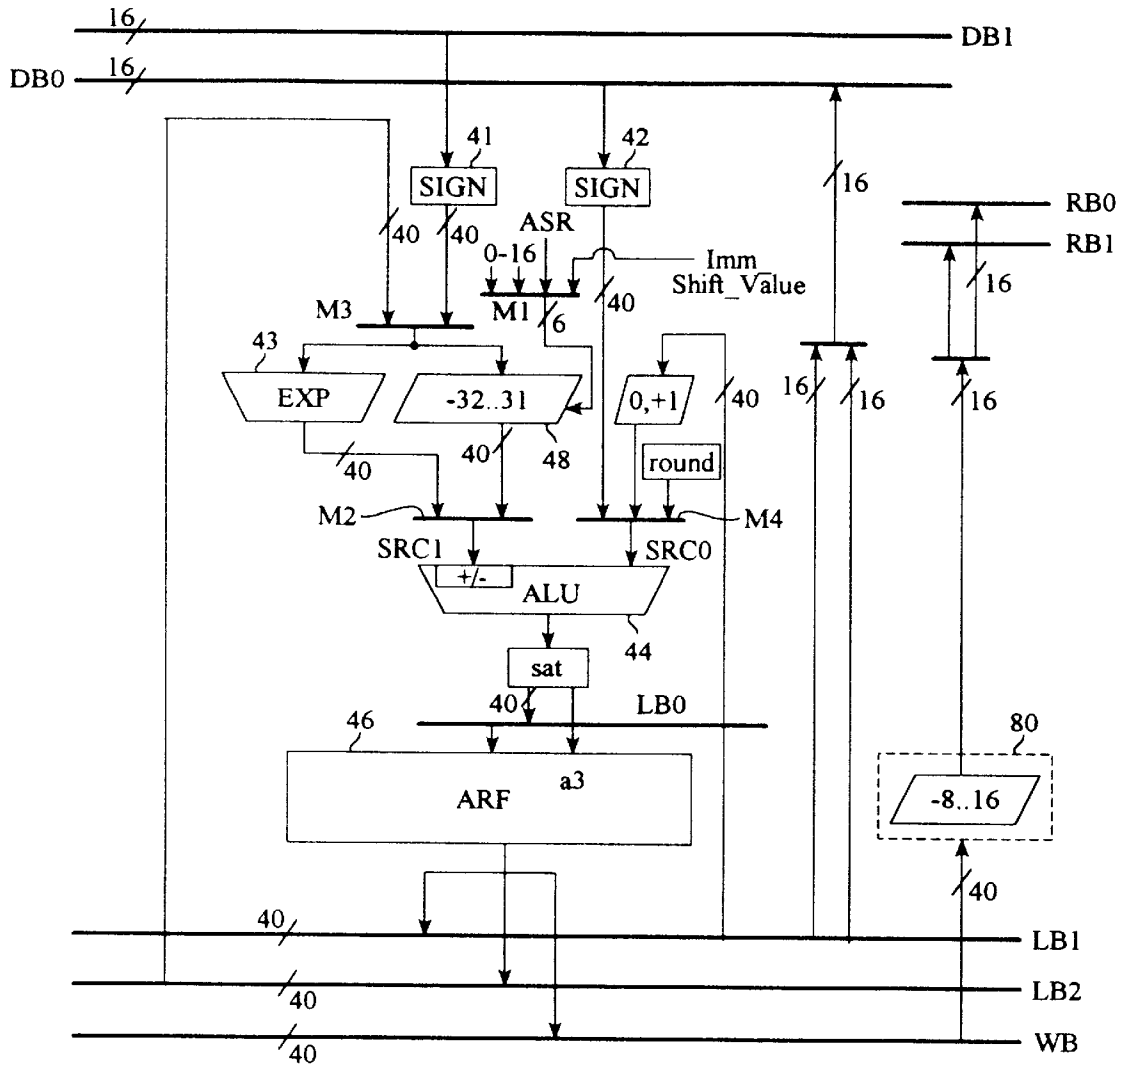 16
DB1
16
DB0
41
42
SIGN
SIGN
16
RB0
RB1
40
40
ASR
0-16
Imm
Shift_Value
16
40
M3
M1
6
43
EXP
-32..31
0,+1
40
16
16
16
40
40
48
round
M2
M4
SRC1
SRC0
+/-
ALU
44
sat
40
LB0
46
80
a3
ARF
-8..16
40
40
LB1
40
LB2
40
WB